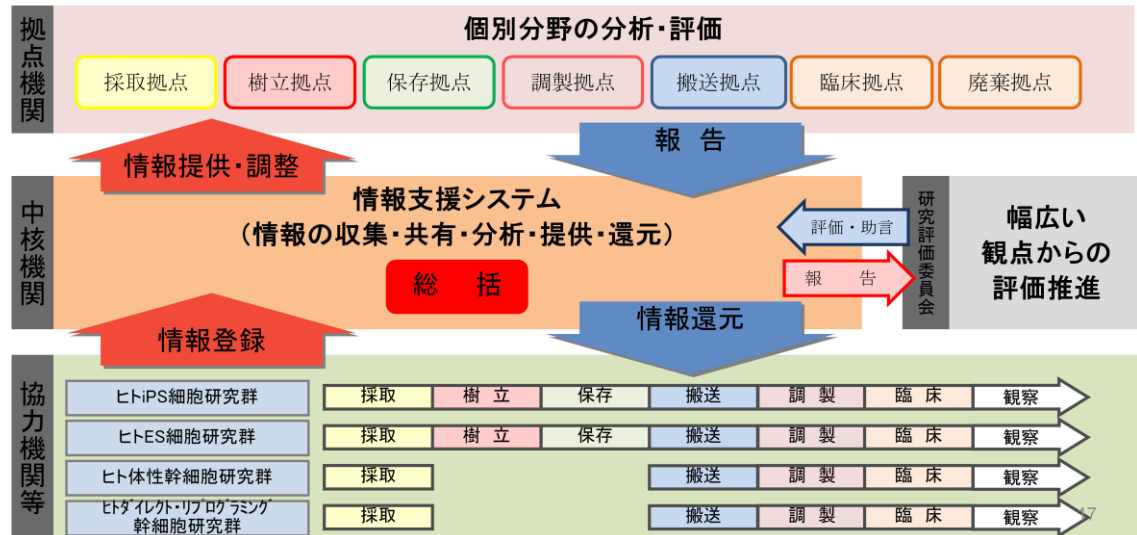 拠点機関
個別分野の分析・評価
採取拠点
樹立拠点
保存拠点
調製拠点
搬送拠点
臨床拠点
廃棄拠点
情報提供・調整
報 告
中核機関
情報支援システム
（情報の収集・共有・分析・提供・還元）
総 括
評価・助言
報 告
研究評価委員会
幅広い
観点からの
評価推進
情報登録
情報還元
協力機関等
ヒトiPS細胞研究群
採取 樹 立 保存 搬送 調 製 臨 床 観察
ヒトES細胞研究群
採取 樹 立 保存 搬送 調 製 臨 床 観察
ヒト体性幹細胞研究群
採取 搬送 調 製 臨 床 観察
ヒトダイレクト・リプログラミング
幹細胞研究群
採取 搬送 調 製 臨 床 観察
47